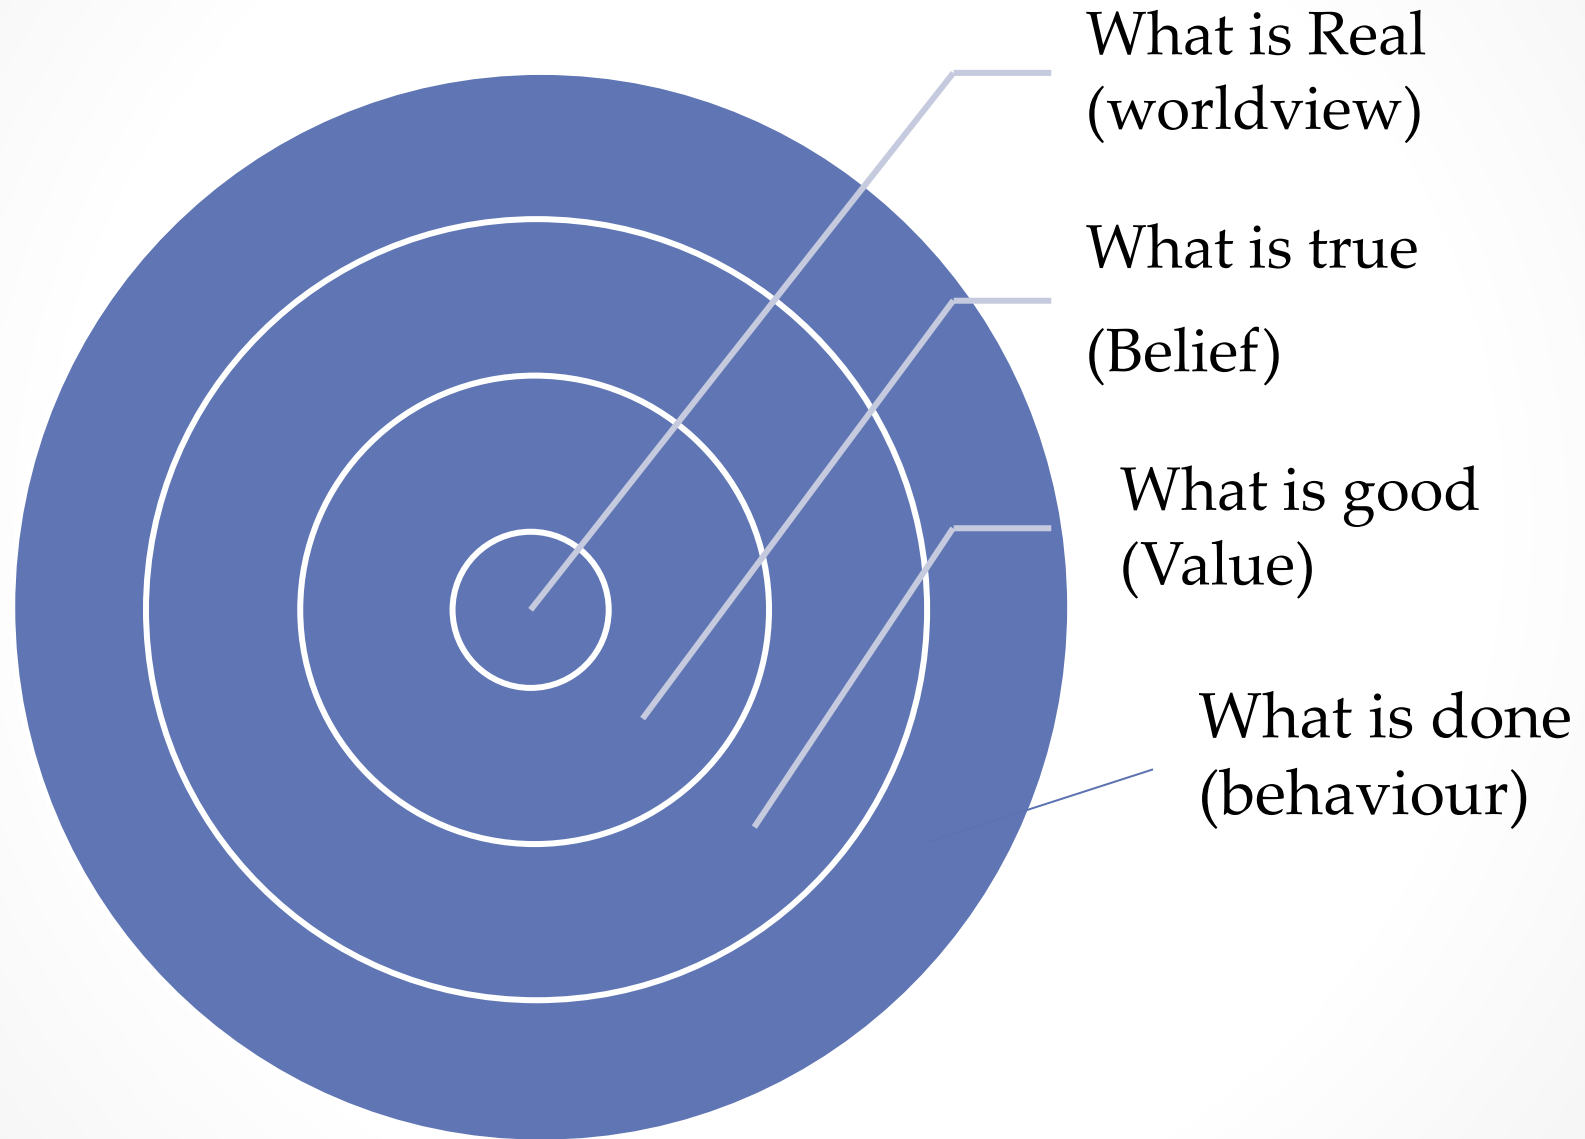 What is Real
(worldview)
What is true
(Belief)
What is good
(Value)
What is done
(behaviour)